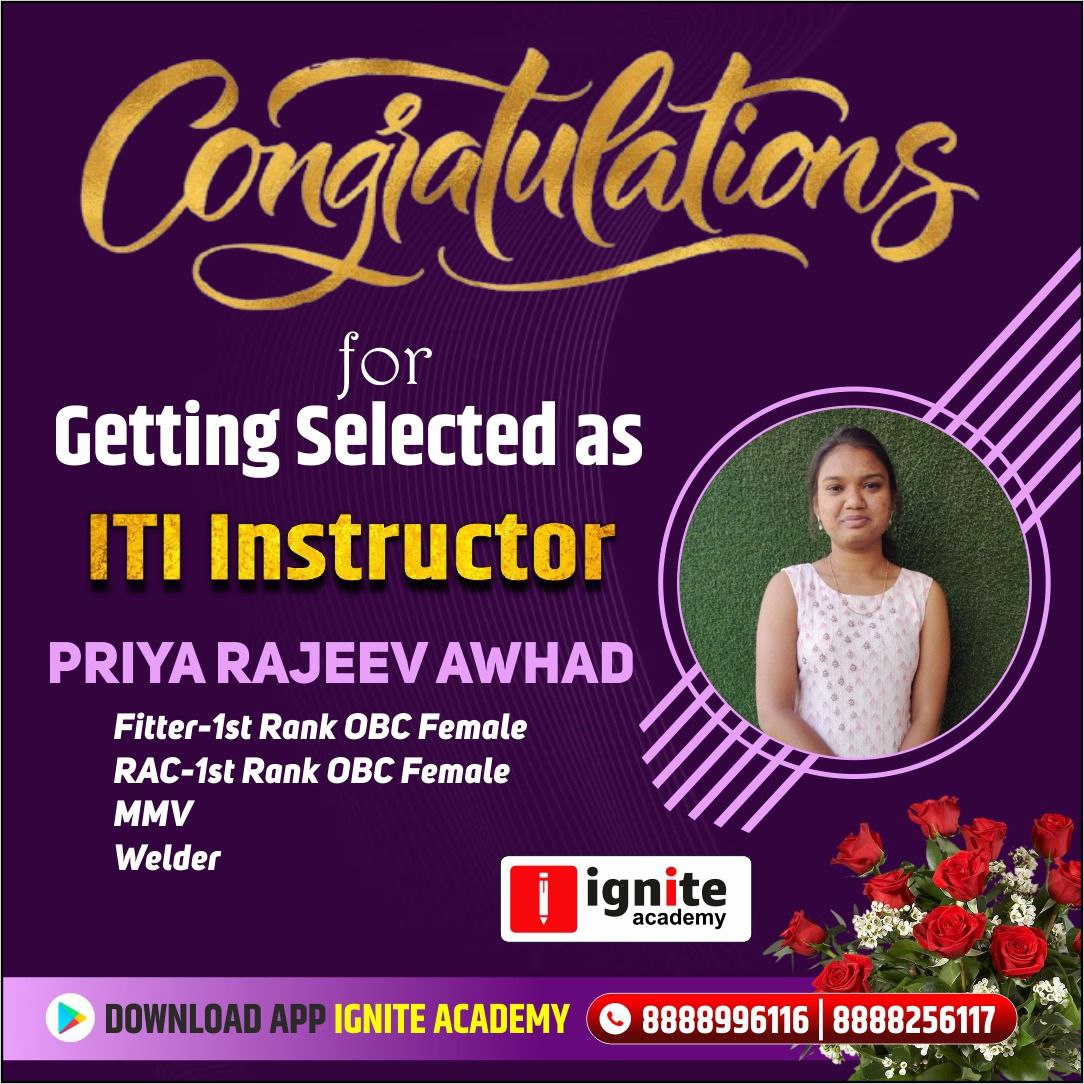 Congratulations
for
Getting Selected as
ITI Instructor
PRIYA RAJEEV AWHAD
Fitter-1st Rank OBC Female
RAC-1st Rank OBC Female
MMV
Welder
ignite
academy
DOWNLOAD APP IGNITE ACADEMY 8888996116 | 8888256117